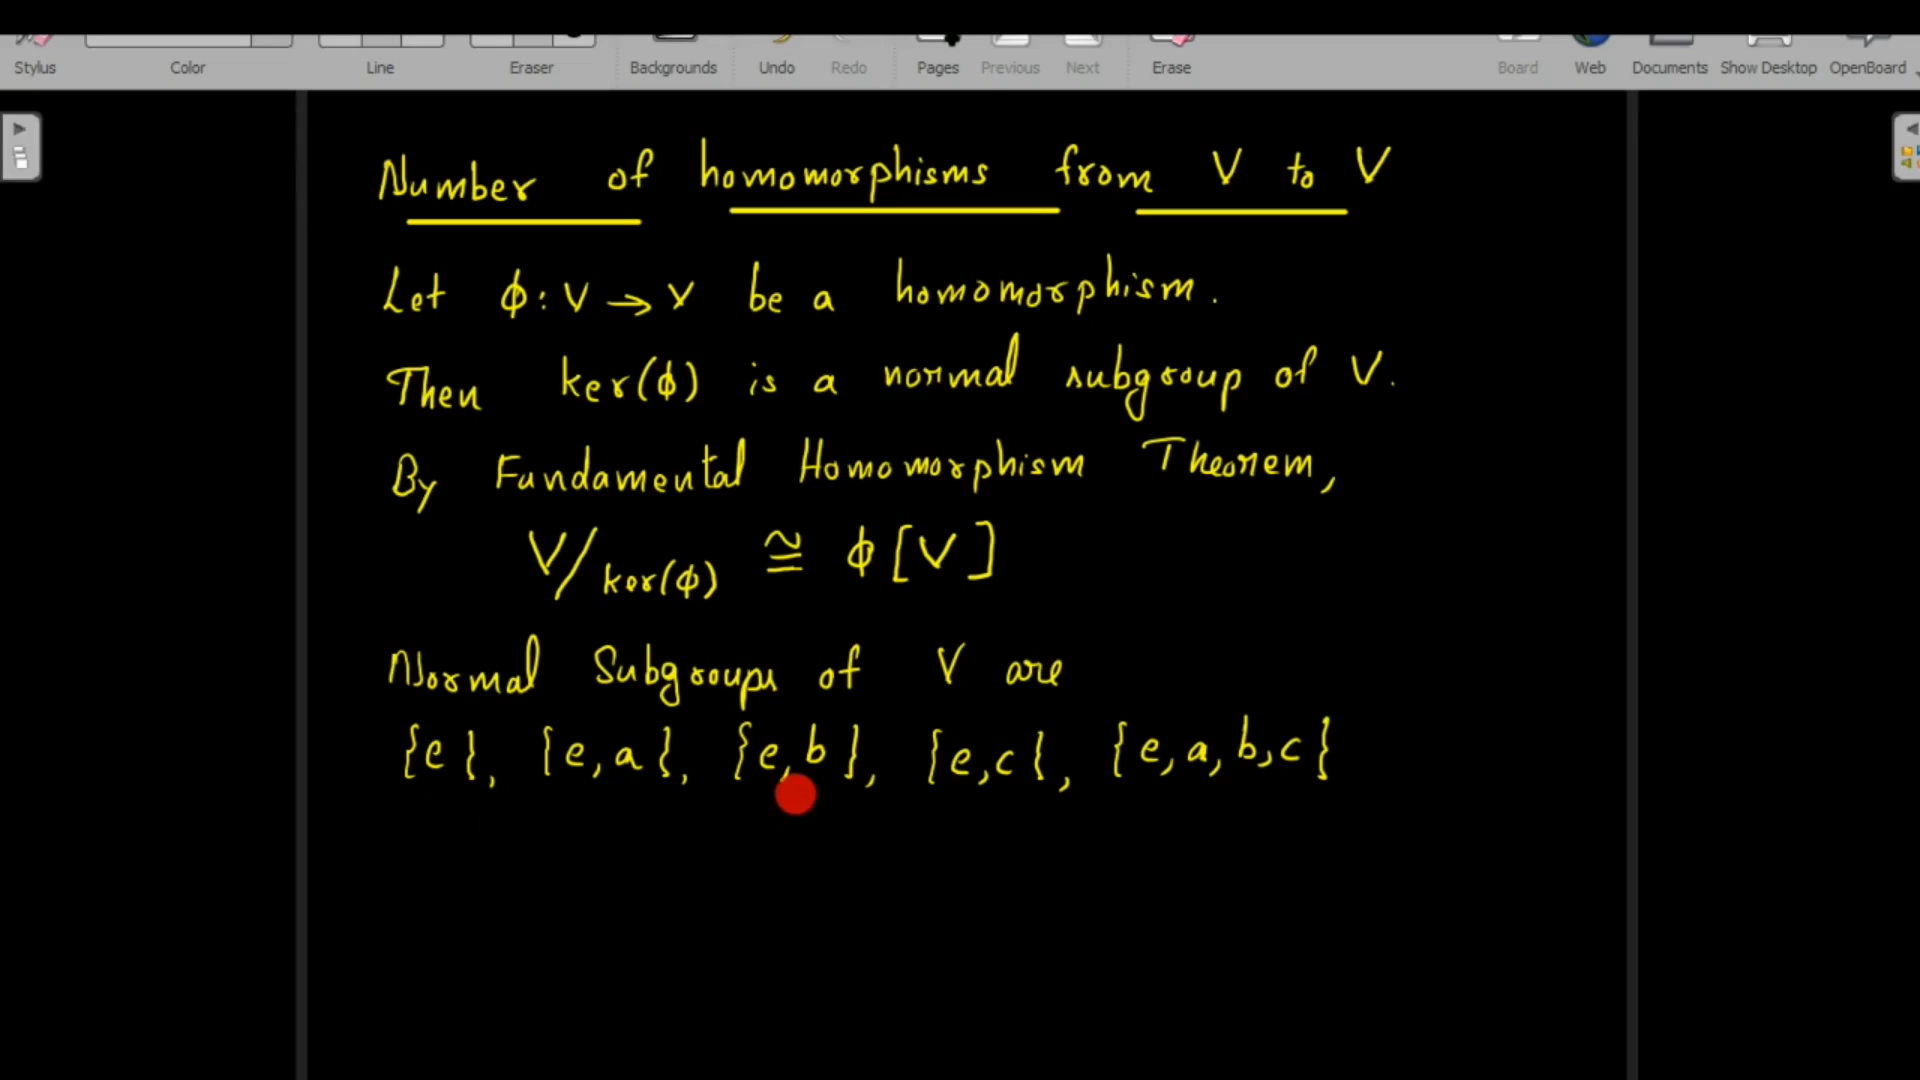 Stylus Color Line Eraser Backgrounds Undo Redo Pages Previous Next Erase Board Web Documents Show Desktop OpenBoard
Number of homomorphisms from V to V
Let ϕ: V → V be a homomorphism.
Then ker(ϕ) is a normal subgroup of V.
By Fundamental Homomorphism Theorem,
V/ker(ϕ) ≅ ϕ[V]
Normal Subgroups of V are
{e}, {e,a}, {e,b}, {e,c}, {e,a,b,c}